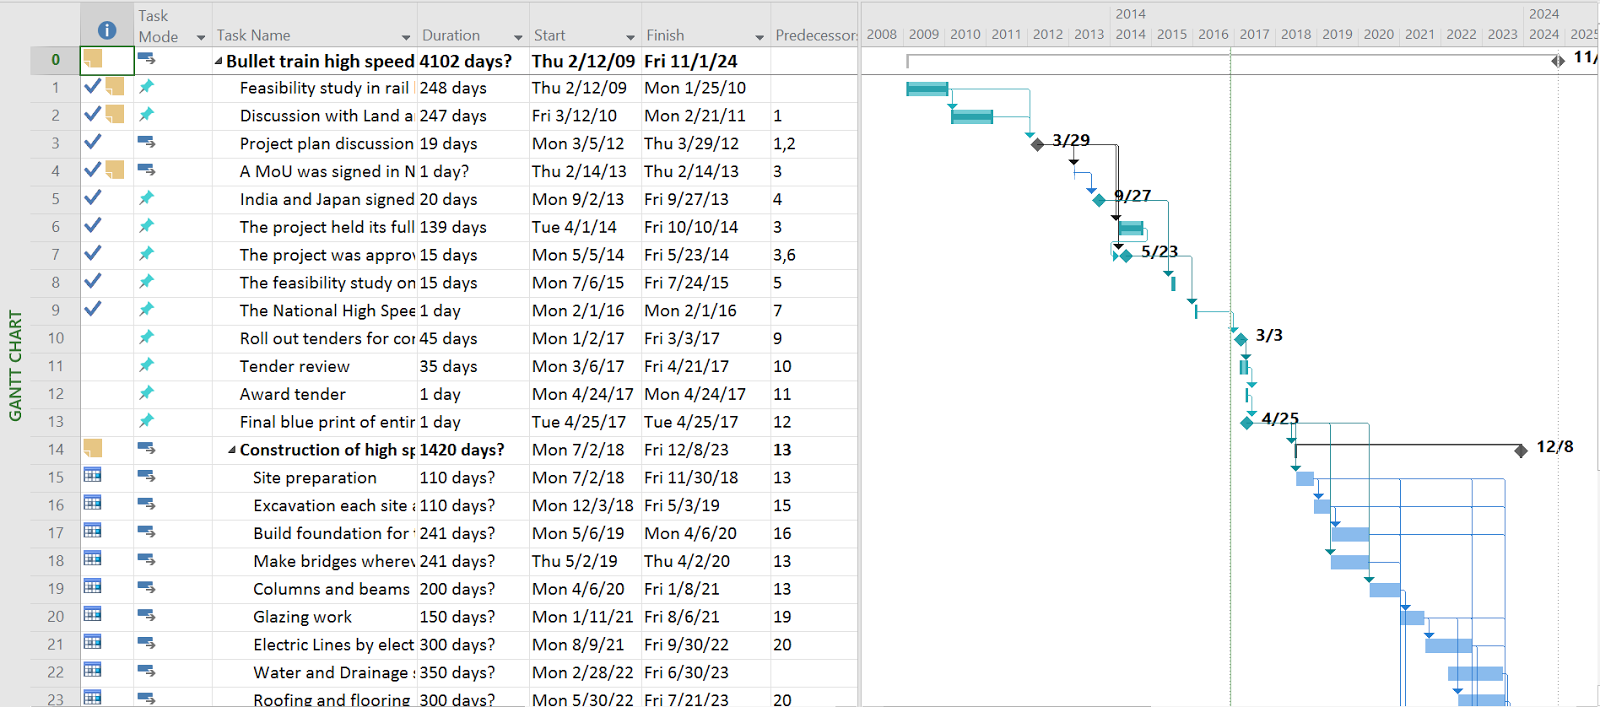 Task
Mode Task Name Duration Start Finish Predecessors
2014 2024
2008 2009 2010 2011 2012 2013 2014 2015 2016 2017 2018 2019 2020 2021 2022 2023 2024 2025
GANTT CHART
0 Bullet train high speed 4102 days? Thu 2/12/09 Fri 11/1/24 11/
1 Feasibility study in rail 248 days Thu 2/12/09 Mon 1/25/10
2 Discussion with Land a 247 days Fri 3/12/10 Mon 2/21/11 1
3 Project plan discussion 19 days Mon 3/5/12 Thu 3/29/12 1,2 3/29
4 A MoU was signed in N 1 day? Thu 2/14/13 Thu 2/14/13 3
5 India and Japan signed 20 days Mon 9/2/13 Fri 9/27/13 4 9/27
6 The project held its full 139 days Tue 4/1/14 Fri 10/10/14 3
7 The project was approv 15 days Mon 5/5/14 Fri 5/23/14 3,6 5/23
8 The feasibility study on 15 days Mon 7/6/15 Fri 7/24/15 5
9 The National High Spee 1 day Mon 2/1/16 Mon 2/1/16 7
10 Roll out tenders for cor 45 days Mon 1/2/17 Fri 3/3/17 9 3/3
11 Tender review 35 days Mon 3/6/17 Fri 4/21/17 10
12 Award tender 1 day Mon 4/24/17 Mon 4/24/17 11
13 Final blue print of entir 1 day Tue 4/25/17 Tue 4/25/17 12 4/25
14 Construction of high sp 1420 days? Mon 7/2/18 Fri 12/8/23 13 12/8
15 Site preparation 110 days? Mon 7/2/18 Fri 11/30/18 13
16 Excavation each site a 110 days? Mon 12/3/18 Fri 5/3/19 15
17 Build foundation for 241 days? Mon 5/6/19 Mon 4/6/20 16
18 Make bridges wherev 241 days? Thu 5/2/19 Thu 4/2/20 13
19 Columns and beams 200 days? Mon 4/6/20 Fri 1/8/21 13
20 Glazing work 150 days? Mon 1/11/21 Fri 8/6/21 19
21 Electric Lines by elect 300 days? Mon 8/9/21 Fri 9/30/22 20
22 Water and Drainage s 350 days? Mon 2/28/22 Fri 6/30/23
23 Roofing and flooring 300 days? Mon 5/30/22 Fri 7/21/23 20